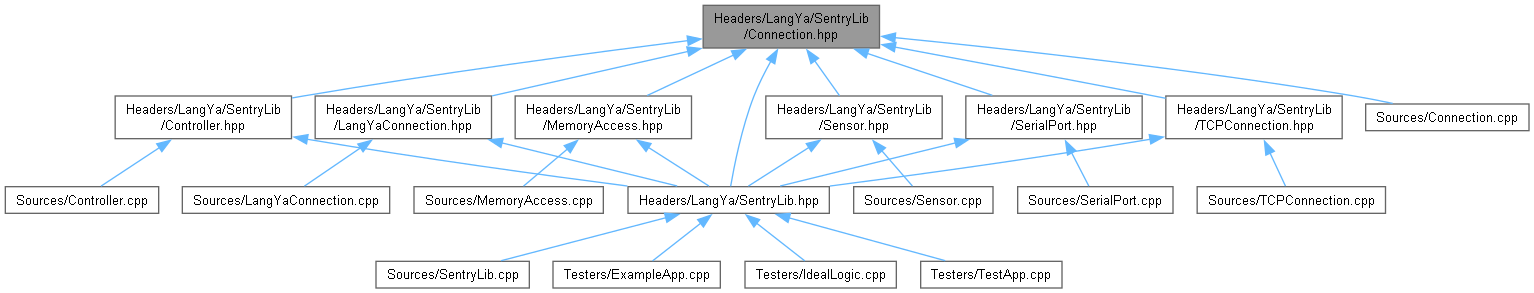 Headers/LangYa/SentryLib
/Connection.hpp
Headers/LangYa/SentryLib
/Controller.hpp
Headers/LangYa/SentryLib
/LangYaConnection.hpp
Headers/LangYa/SentryLib
/MemoryAccess.hpp
Headers/LangYa/SentryLib
/Sensor.hpp
Headers/LangYa/SentryLib
/SerialPort.hpp
Headers/LangYa/SentryLib
/TCPConnection.hpp
Sources/Connection.cpp
Sources/Controller.cpp
Sources/LangYaConnection.cpp
Sources/MemoryAccess.cpp
Headers/LangYa/SentryLib.hpp
Sources/Sensor.cpp
Sources/SerialPort.cpp
Sources/TCPConnection.cpp
Sources/SentryLib.cpp
Testers/ExampleApp.cpp
Testers/IdealLogic.cpp
Testers/TestApp.cpp